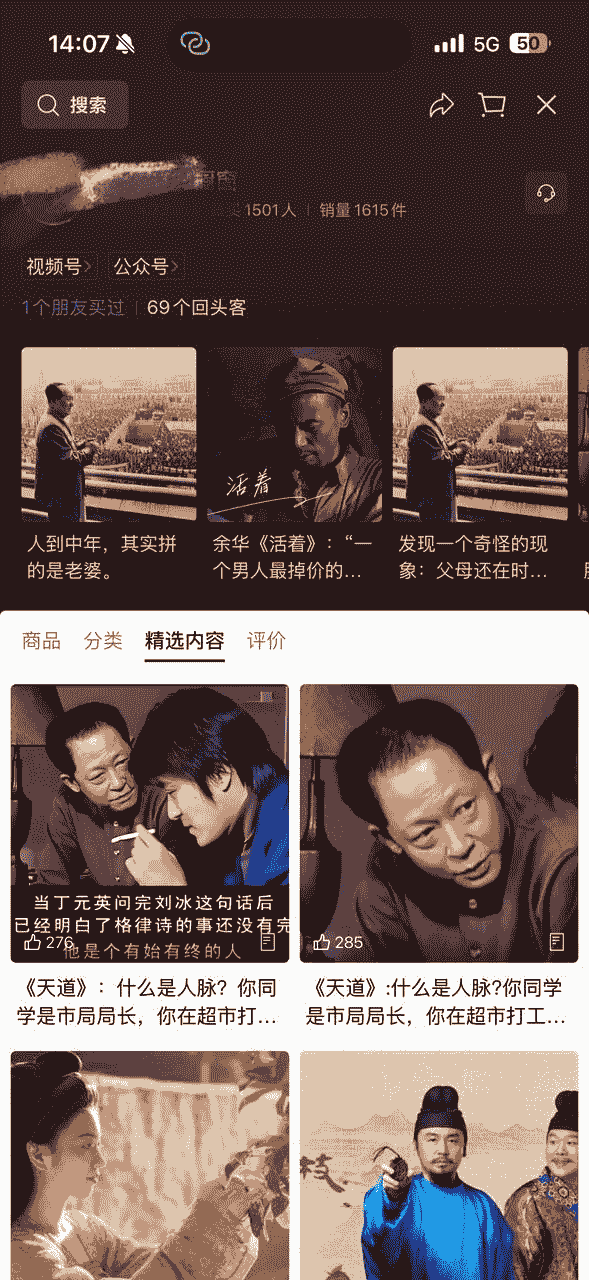 14:07
5G
50
搜索
1501人
销量1615件
视频号
公众号
1个朋友买过
69个回头客
活着
人到中年，其实拼
的是老婆。
余华《活着》：“一
个男人最掉价的…
发现一个奇怪的现
象：父母还在时…
商品
分类
精选内容
评价
当丁元英问完刘冰这句话后
已经明白了格律诗的事还没有完
他是个有始有终的人
276
285
《天道》：什么是人脉？你同
学是市局局长，你在超市打…
《天道》:什么是人脉?你同学
是市局局长，你在超市打工…